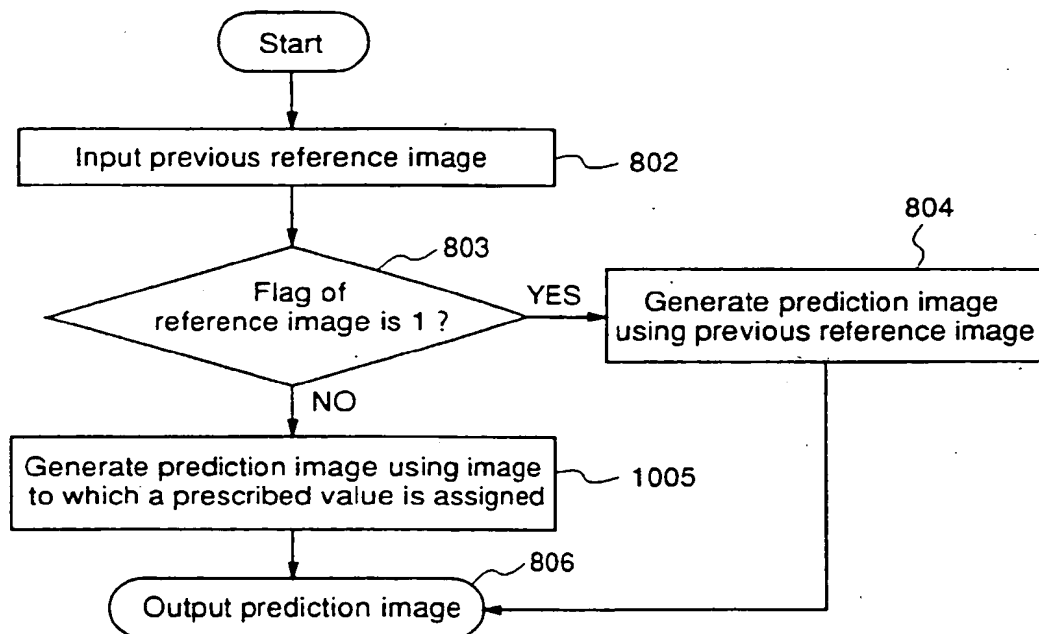 Start
Input previous reference image
802
803
Flag of
reference image is 1 ?
YES
804
Generate prediction image
using previous reference image
NO
Generate prediction image using image
to which a prescribed value is assigned
1005
806
Output prediction image